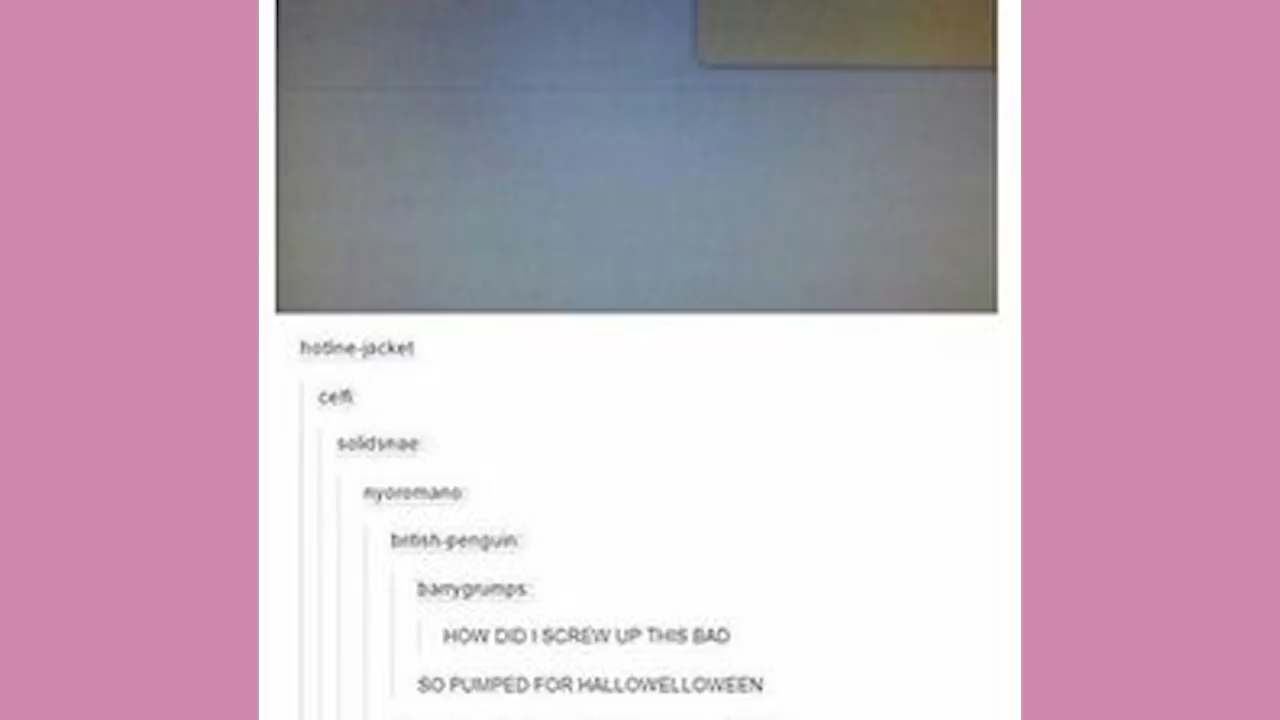 hotline-jacket
celfi
solidsnae
nyoromano:
british-penguin:
barrygrumps:
HOW DID I SCREW UP THIS BAD
SO PUMPED FOR HALLOWELLOWEEN